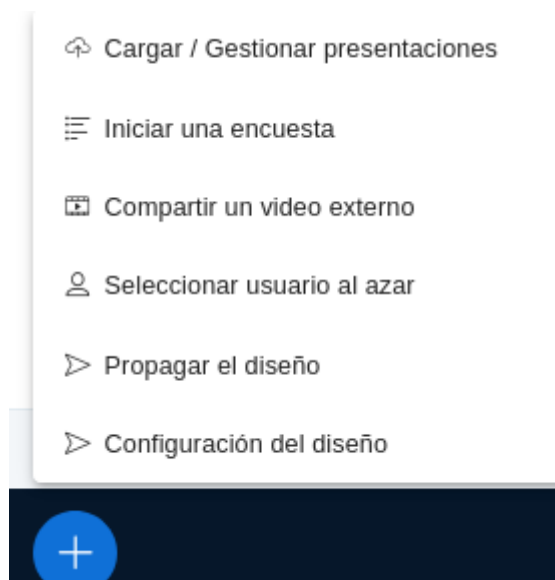 Cargar / Gestionar presentaciones
Iniciar una encuesta
Compartir un video externo
Seleccionar usuario al azar
Propagar el diseño
Configuración del diseño